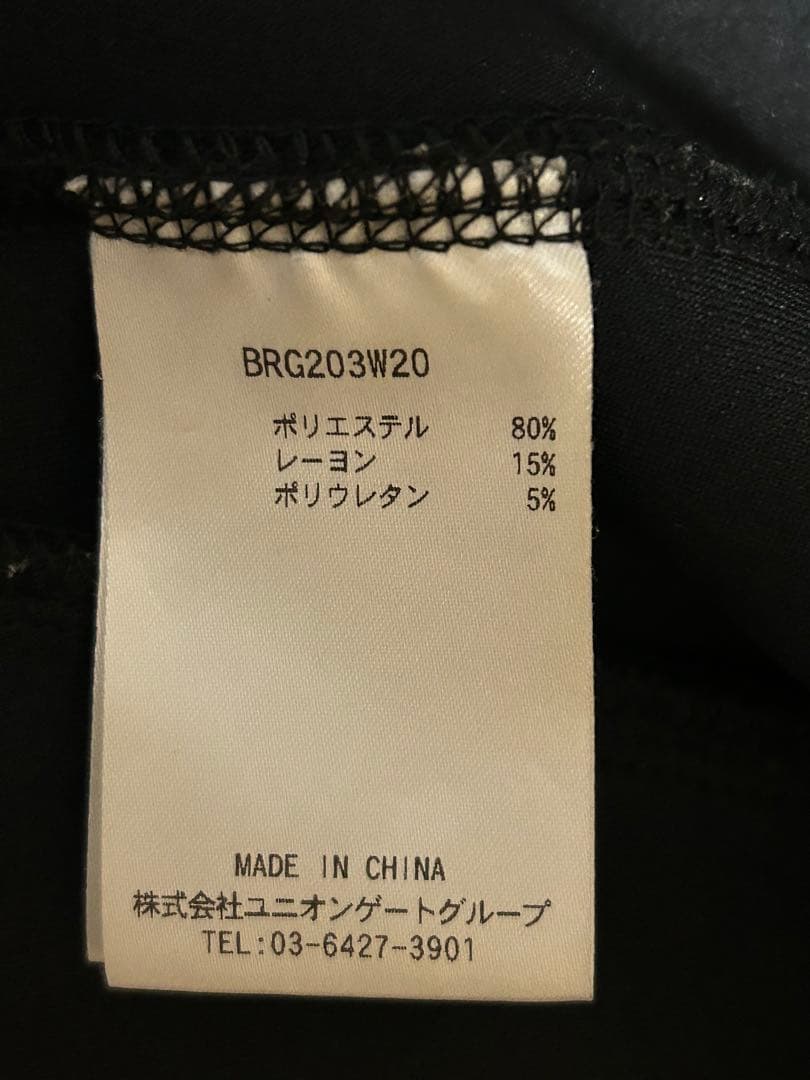 BRG203W20
ポリエステル 80%
レーヨン 15%
ポリウレタン 5%
MADE IN CHINA
株式会社ユニオンゲートグループ
TEL:03-6427-3901